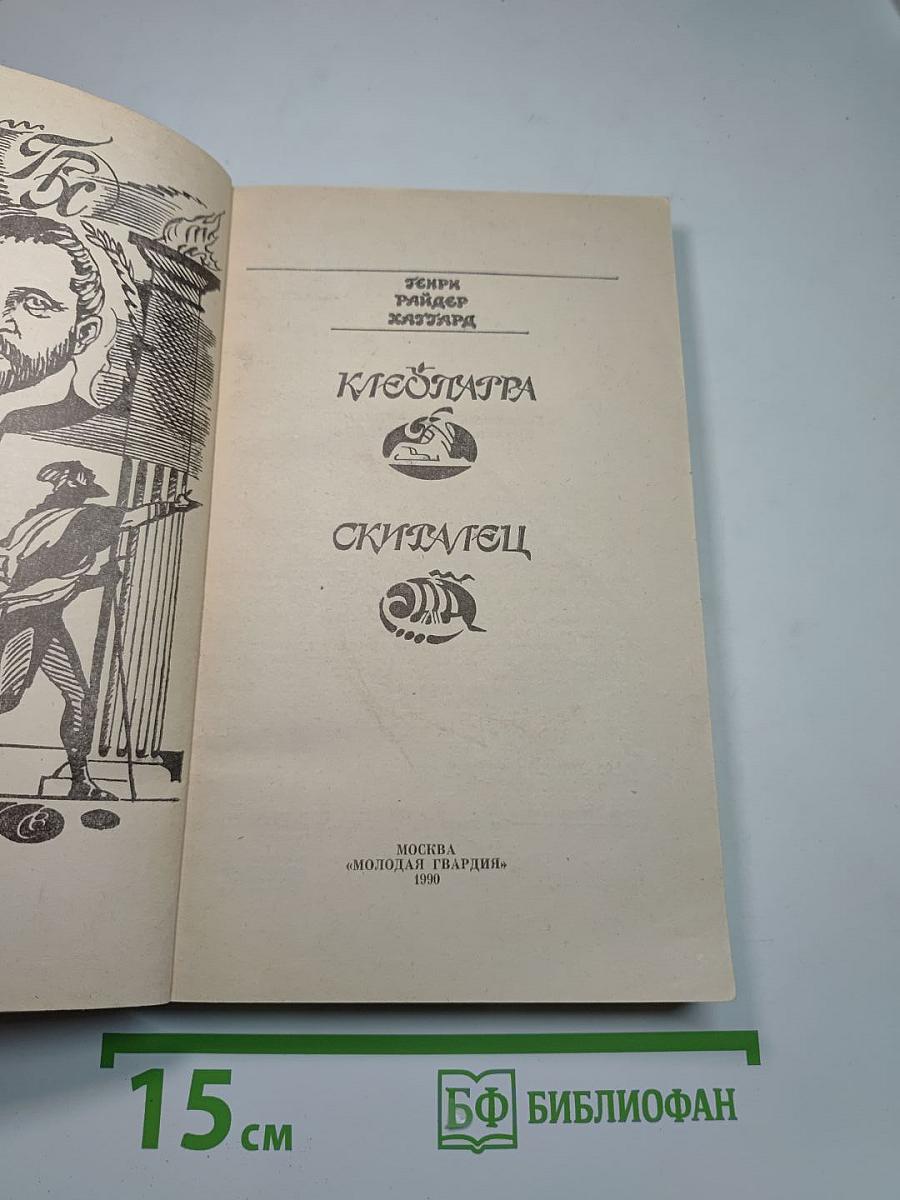 ГЕНРИ
РАЙДЕР
ХАГГАРД
КЛЕОПАТРА
СКИТАЛЕЦ
МОСКВА
«МОЛОДАЯ ГВАРДИЯ»
1990
15 см
БФ БИБЛИОФАН